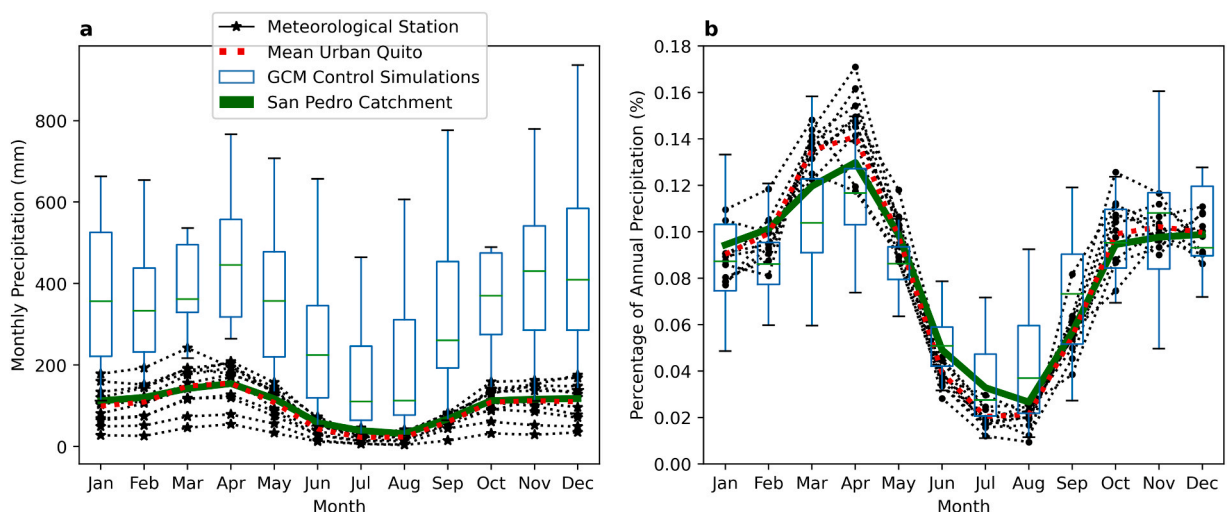 a
Meteorological Station
Mean Urban Quito
GCM Control Simulations
San Pedro Catchment
Monthly Precipitation (mm)
800
600
400
200
0
Jan Feb Mar Apr May Jun Jul Aug Sep Oct Nov Dec
Month
b
Percentage of Annual Precipitation (%)
0.18
0.16
0.14
0.12
0.10
0.08
0.06
0.04
0.02
0.00
Jan Feb Mar Apr May Jun Jul Aug Sep Oct Nov Dec
Month